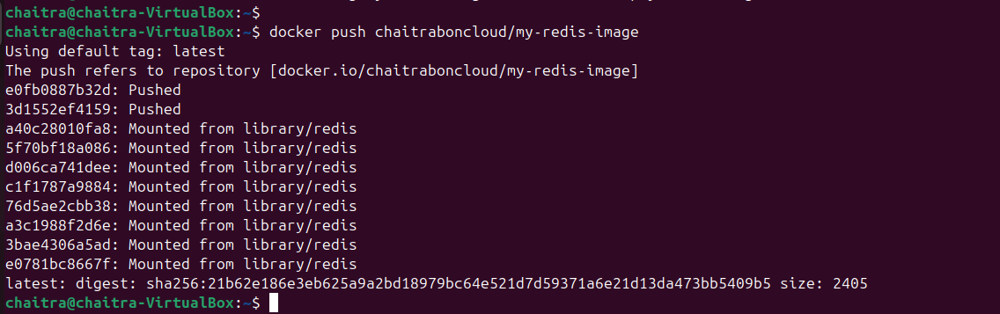 chaitra@chaitra-VirtualBox:~$
chaitra@chaitra-VirtualBox:~$ docker push chaitraboncloud/my-redis-image
Using default tag: latest
The push refers to repository [docker.io/chaitraboncloud/my-redis-image]
e0fb0887b32d: Pushed
3d1552ef4159: Pushed
a40c28010fa8: Mounted from library/redis
5f70bf18a086: Mounted from library/redis
d006ca741dee: Mounted from library/redis
c1f1787a9884: Mounted from library/redis
76d5ae2cbb38: Mounted from library/redis
a3c1988f2d6e: Mounted from library/redis
3bae4306a5ad: Mounted from library/redis
e0781bc8667f: Mounted from library/redis
latest: digest: sha256:21b62e186e3eb625a9a2bd18979bc64e521d7d59371a6e21d13da473bb5409b5 size: 2405
chaitra@chaitra-VirtualBox:~$